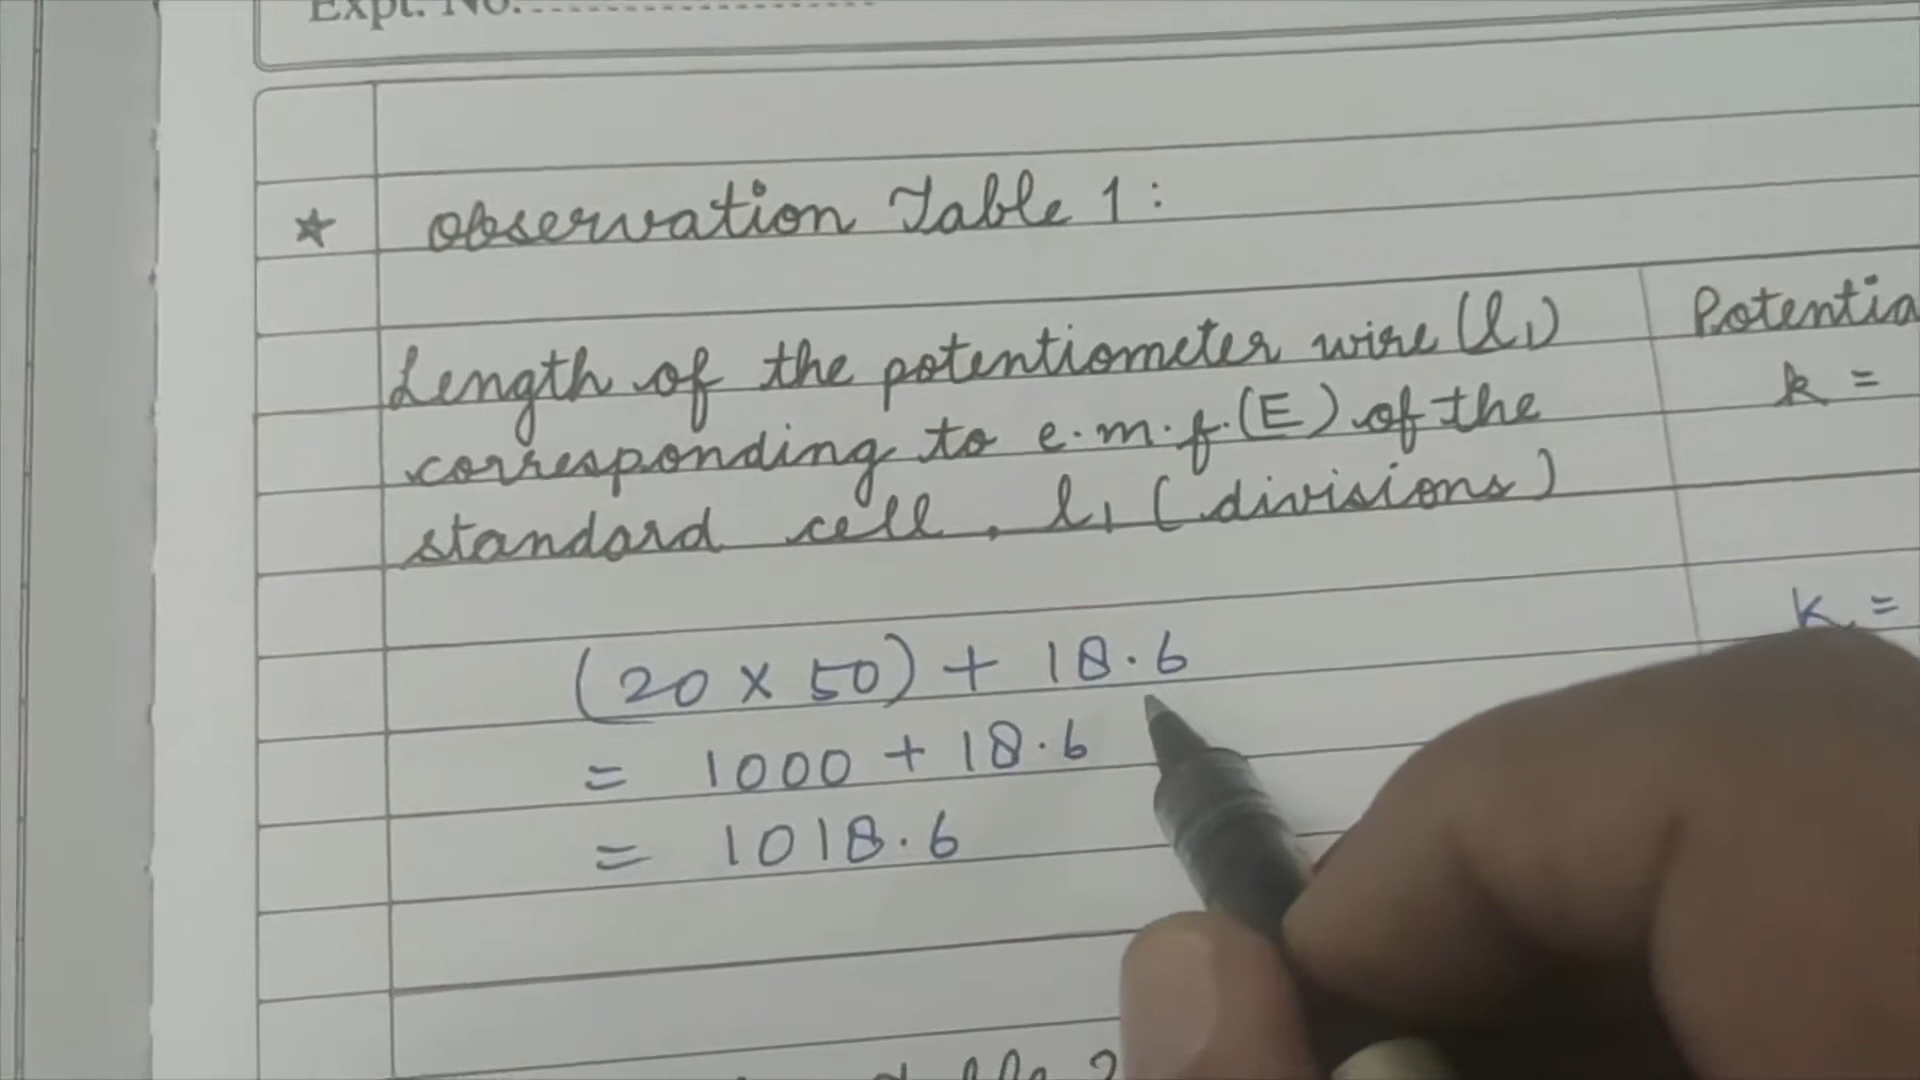 Expt. No.
★ Observation Table 1 :
Length of the potentiometer wire (l₁)
corresponding to e.m.f. (E) of the
standard cell, l₁ (divisions)
Potentia
k =
(20 × 50) + 18.6
K =
= 1000 + 18.6
= 1018.6